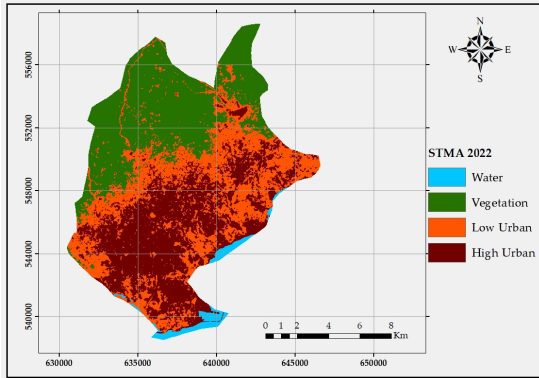 N
W
E
S
556000
552000
548000
544000
540000
STMA 2022
Water
Vegetation
Low Urban
High Urban
0 1 2 4 6 8
Km
630000 635000 640000 645000 650000